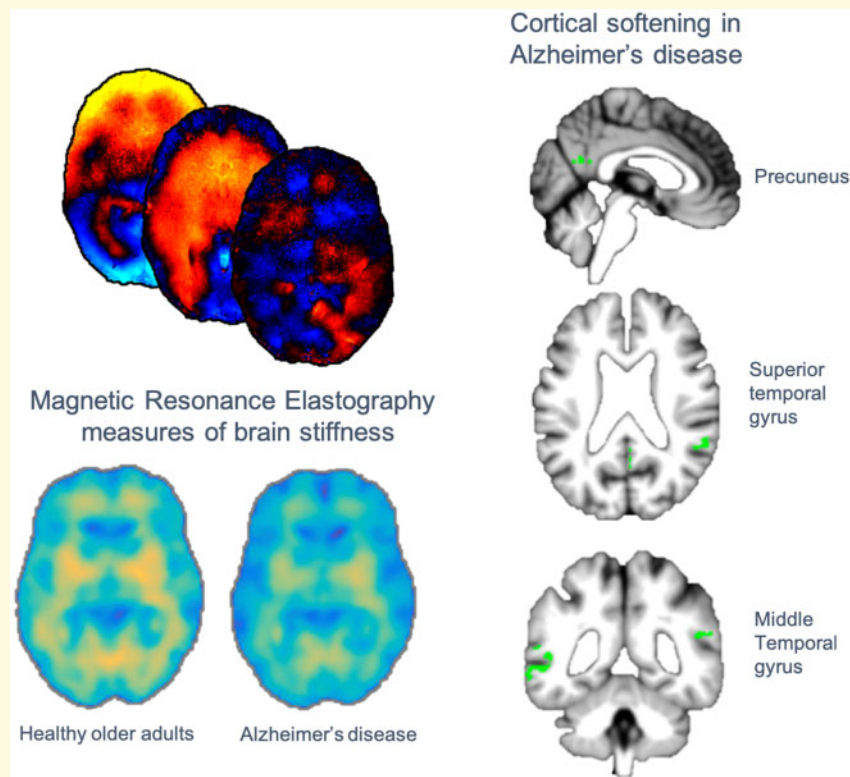 Magnetic Resonance Elastography
measures of brain stiffness
Healthy older adults
Alzheimer's disease
Cortical softening in
Alzheimer's disease
Precuneus
Superior
temporal
gyrus
Middle
Temporal
gyrus